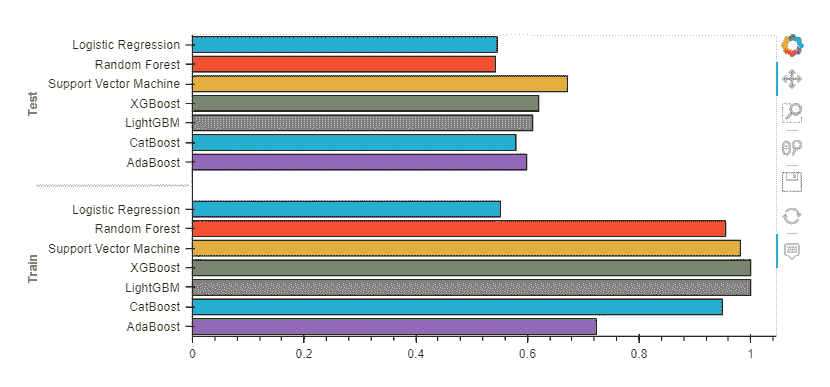 Test
Logistic Regression
Random Forest
Support Vector Machine
XGBoost
LightGBM
CatBoost
AdaBoost
Train
Logistic Regression
Random Forest
Support Vector Machine
XGBoost
LightGBM
CatBoost
AdaBoost
0 0.2 0.4 0.6 0.8 1